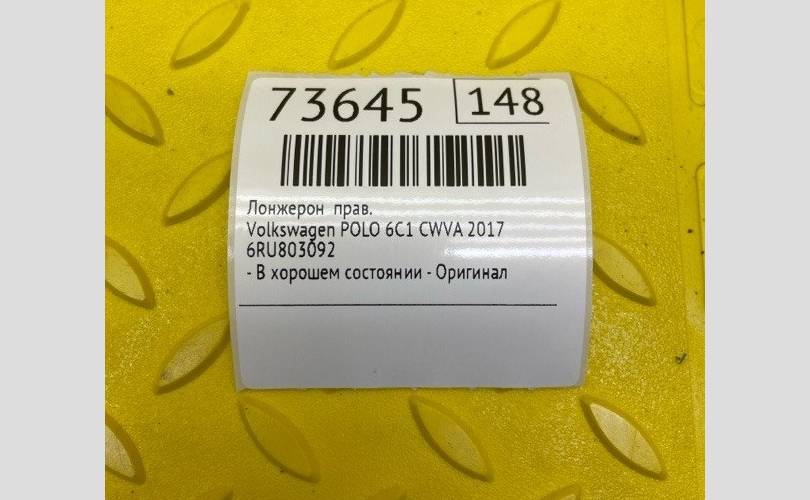 73645 148
Лонжерон прав.
Volkswagen POLO 6C1 CWVA 2017
6RU803092
- В хорошем состоянии - Оригинал